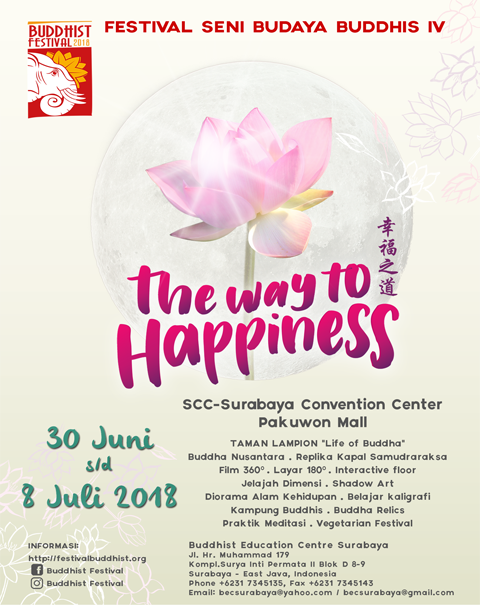 BUDDHIST
FESTIVAL 2018
FESTIVAL SENI BUDAYA BUDDHIS IV
幸福之道
the way to
Happiness
SCC-Surabaya Convention Center
Pakuwon Mall
30 Juni
s/d
8 Juli 2018
TAMAN LAMPION "Life of Buddha"
Buddha Nusantara . Replika Kapal Samudraraksa
Film 360° . Layar 180° . Interactive floor
Jelajah Dimensi . Shadow Art
Diorama Alam Kehidupan . Belajar kaligrafi
Kampung Buddhis . Buddha Relics
Praktik Meditasi . Vegetarian Festival
INFORMASI:
http://festivalbuddhist.org
Buddhist Festival
Buddhist Festival
Buddhist Education Centre Surabaya
Jl. Hr. Muhammad 179
Kompl.Surya Inti Permata II Blok D 8-9
Surabaya - East Java, Indonesia
Phone +6231 7345135, Fax +6231 7345143
Email: becsurabaya@yahoo.com / becsurabaya@gmail.com